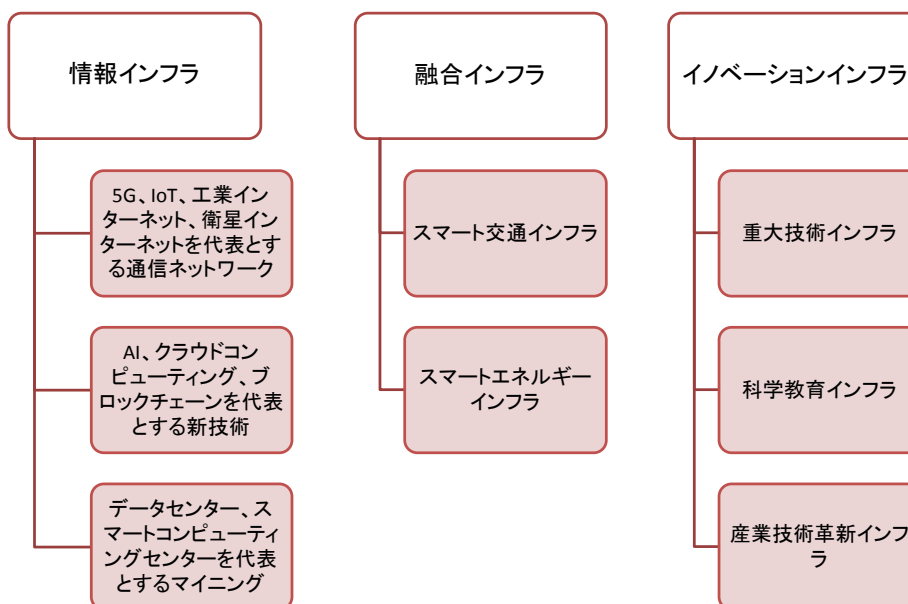 情報インフラ
5G、IoT、工業イン
ターネット、衛星イン
ターネットを代表とす
る通信ネットワーク
AI、クラウドコン
ピューティング、ブ
ロックチェーンを代表
とする新技術
データセンター、ス
マートコンピューティ
ングセンターを代表
とするマイニング
融合インフラ
スマート交通インフラ
スマートエネルギー
インフラ
イノベーションインフラ
重大技術インフラ
科学教育インフラ
産業技術革新インフ
ラ